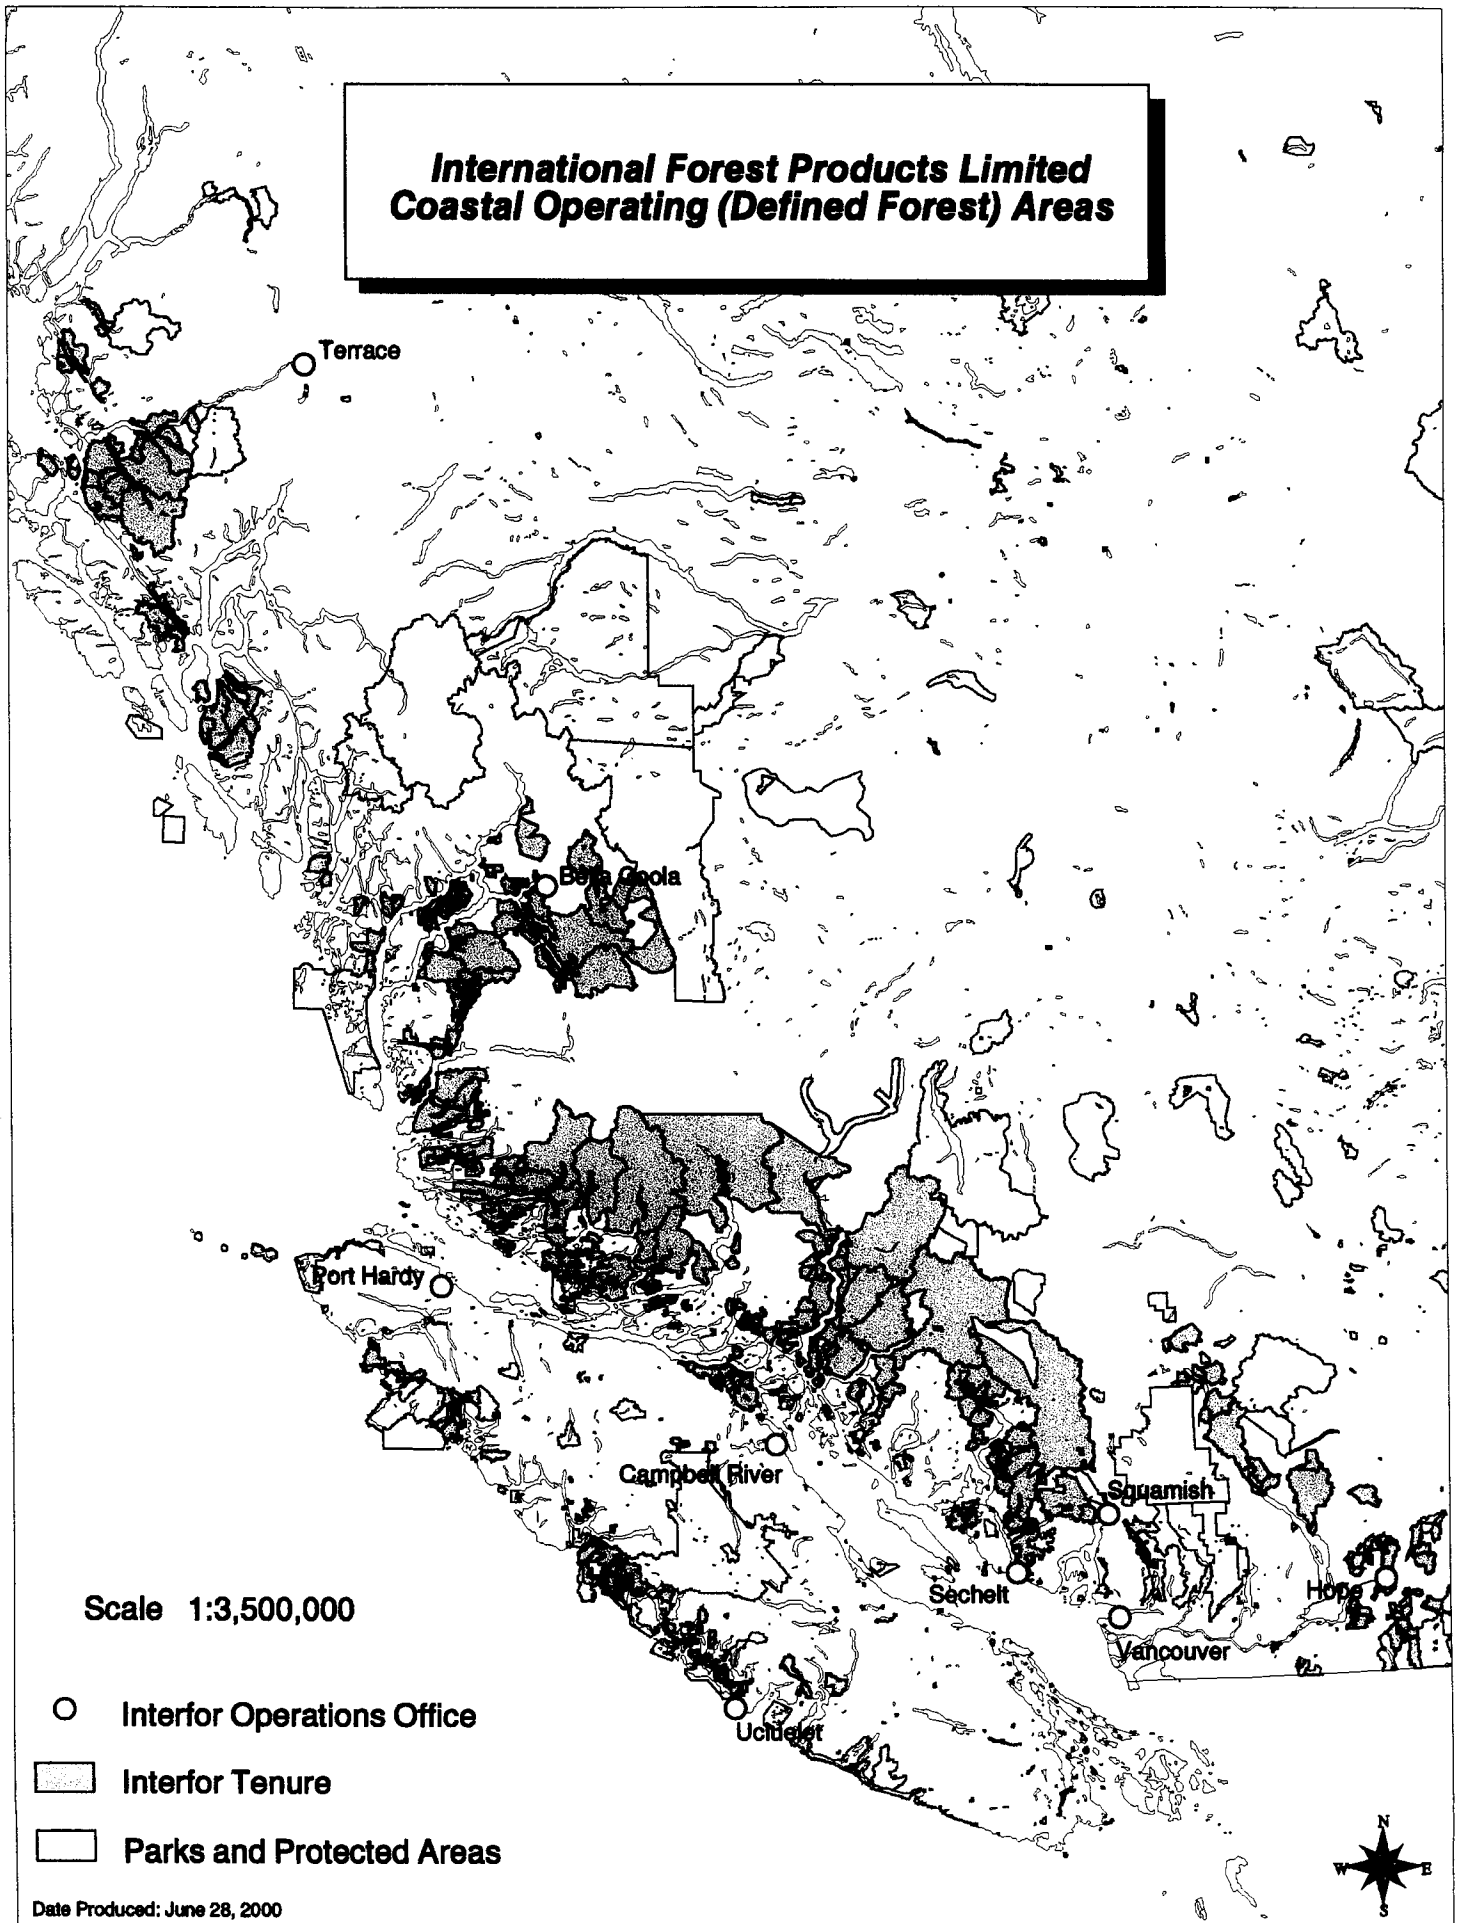 International Forest Products Limited
Coastal Operating (Defined Forest) Areas
Terrace
Bella Coola
Port Hardy
Campbell River
Squamish
Sechelt
Hope
Vancouver
Ucluelet
Scale 1:3,500,000
Interfor Operations Office
Interfor Tenure
Parks and Protected Areas
N
W E
S
Date Produced: June 28, 2000